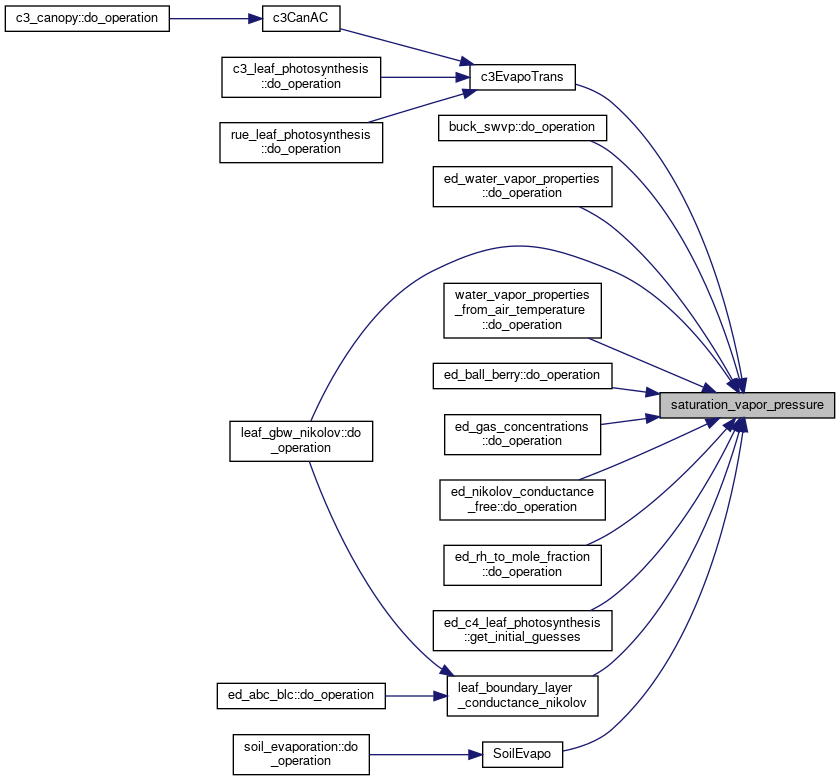 c3_canopy::do_operation
c3CanAC
c3_leaf_photosynthesis
::do_operation
c3EvapoTrans
rue_leaf_photosynthesis
::do_operation
buck_swvp::do_operation
ed_water_vapor_properties
::do_operation
water_vapor_properties
_from_air_temperature
::do_operation
ed_ball_berry::do_operation
saturation_vapor_pressure
leaf_gbw_nikolov::do
_operation
ed_gas_concentrations
::do_operation
ed_nikolov_conductance
_free::do_operation
ed_rh_to_mole_fraction
::do_operation
ed_c4_leaf_photosynthesis
::get_initial_guesses
ed_abc_blc::do_operation
leaf_boundary_layer
_conductance_nikolov
soil_evaporation::do
_operation
SoilEvapo